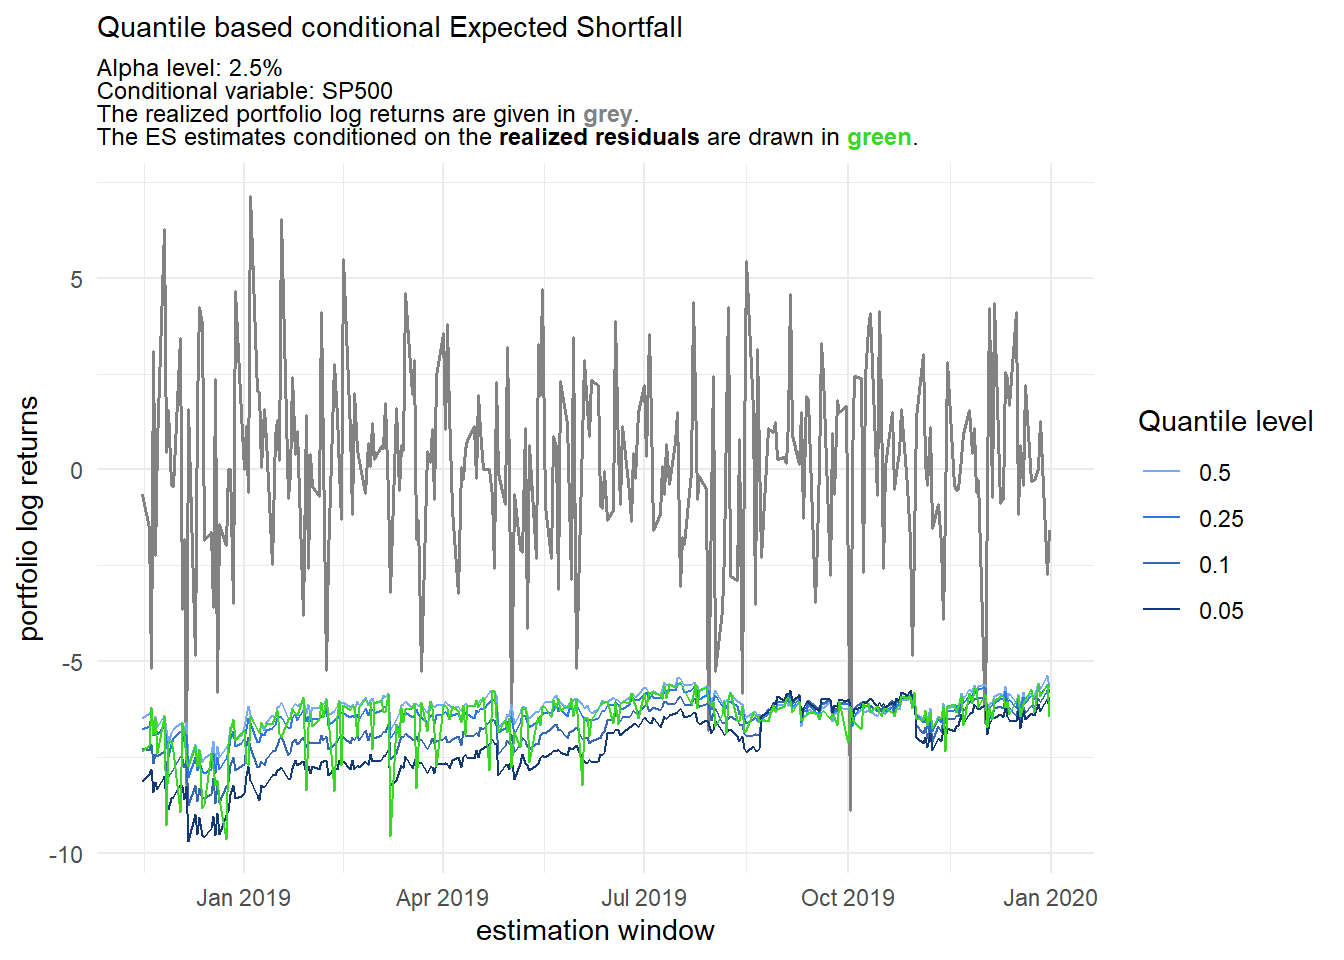 Quantile based conditional Expected Shortfall
Alpha level: 2.5%
Conditional variable: SP500
The realized portfolio log returns are given in grey.
The ES estimates conditioned on the realized residuals are drawn in green.
portfolio log returns
5
0
-5
-10
Jan 2019
Apr 2019
Jul 2019
Oct 2019
Jan 2020
estimation window
Quantile level
0.5
0.25
0.1
0.05